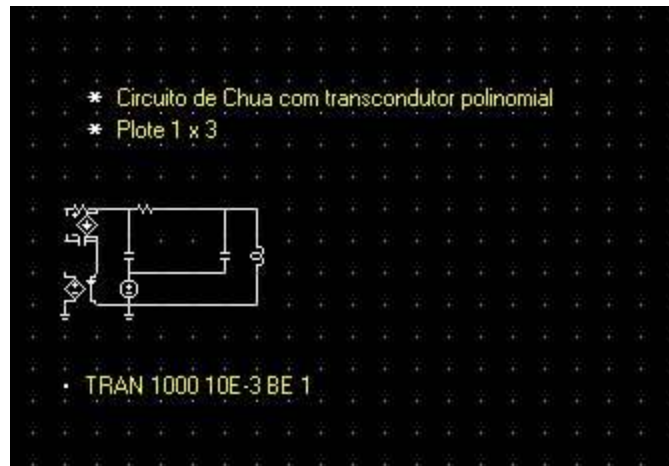 * Circuito de Chua com transcondutor polinomial
* Plote 1 x 3
. TRAN 1000 10E-3 BE 1